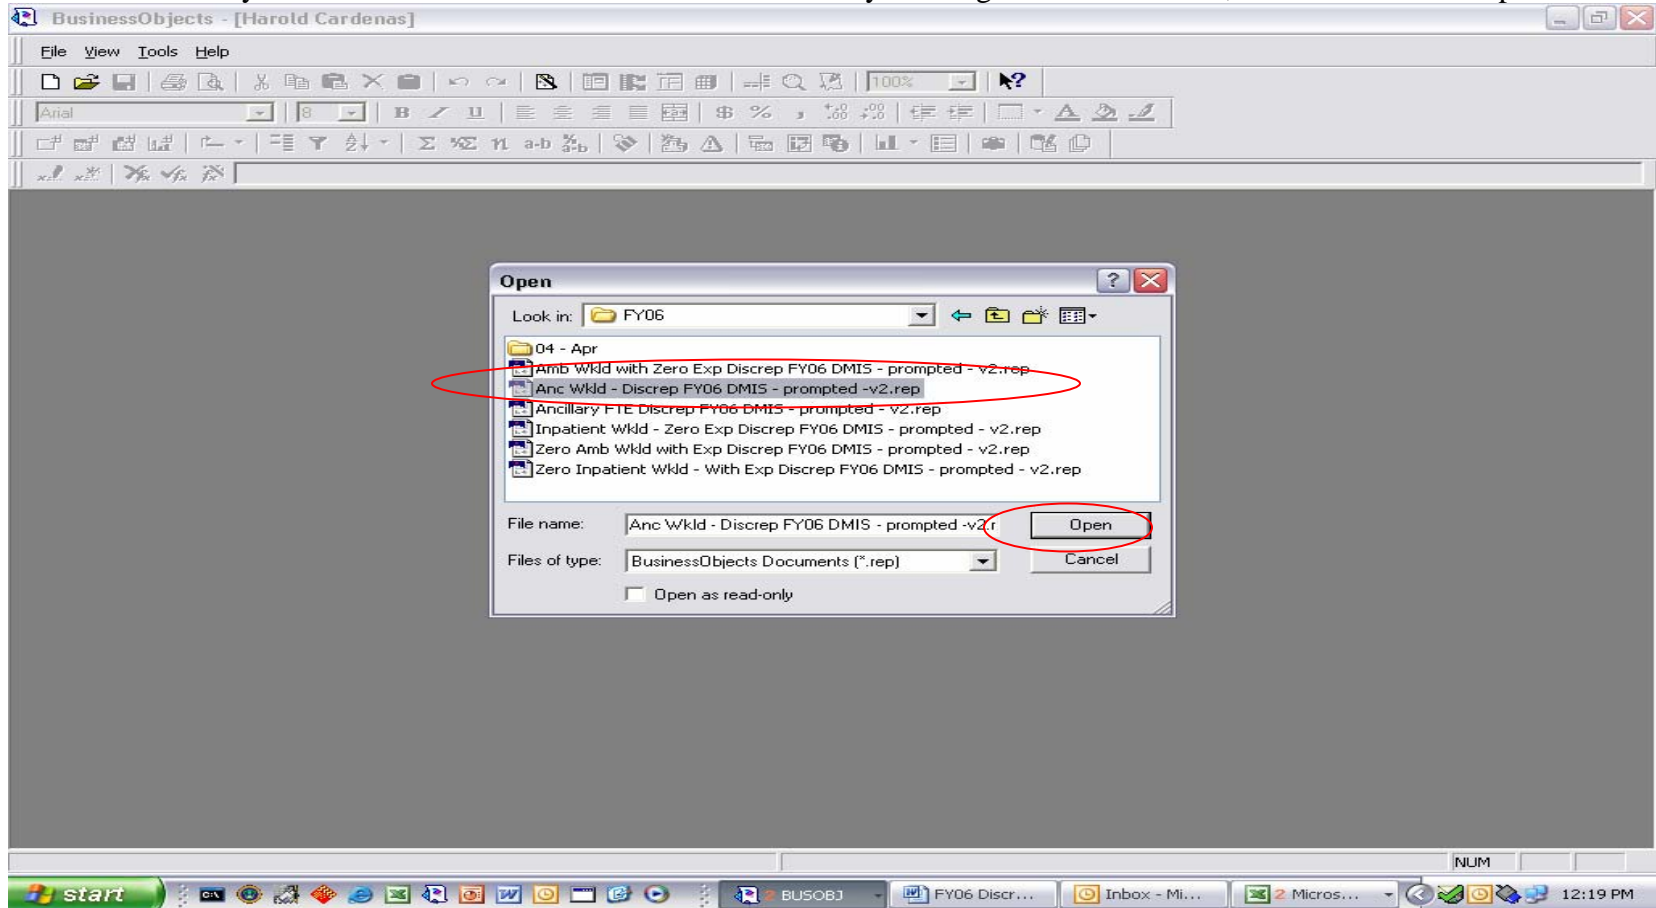 BusinessObjects - [Harold Cardenas]
File View Tools Help
100%
Arial 8 B U $ %
Σ %Σ n a-b
Open
Look in: FY06
04 - Apr
Amb Wkld with Zero Exp Discrep FY06 DMIS - prompted - v2.rep
Anc Wkld - Discrep FY06 DMIS - prompted -v2.rep
Ancillary FTE Discrep FY06 DMIS - prompted - v2.rep
Inpatient Wkld - Zero Exp Discrep FY06 DMIS - prompted - v2.rep
Zero Amb Wkld with Exp Discrep FY06 DMIS - prompted - v2.rep
Zero Inpatient Wkld - With Exp Discrep FY06 DMIS - prompted - v2.rep
File name: Anc Wkld - Discrep FY06 DMIS - prompted -v2.r Open
Files of type: BusinessObjects Documents (*.rep) Cancel
Open as read-only
NUM
start 2 BUSOBJ FY06 Discr... Inbox - Mi... 2 Micros... 12:19 PM